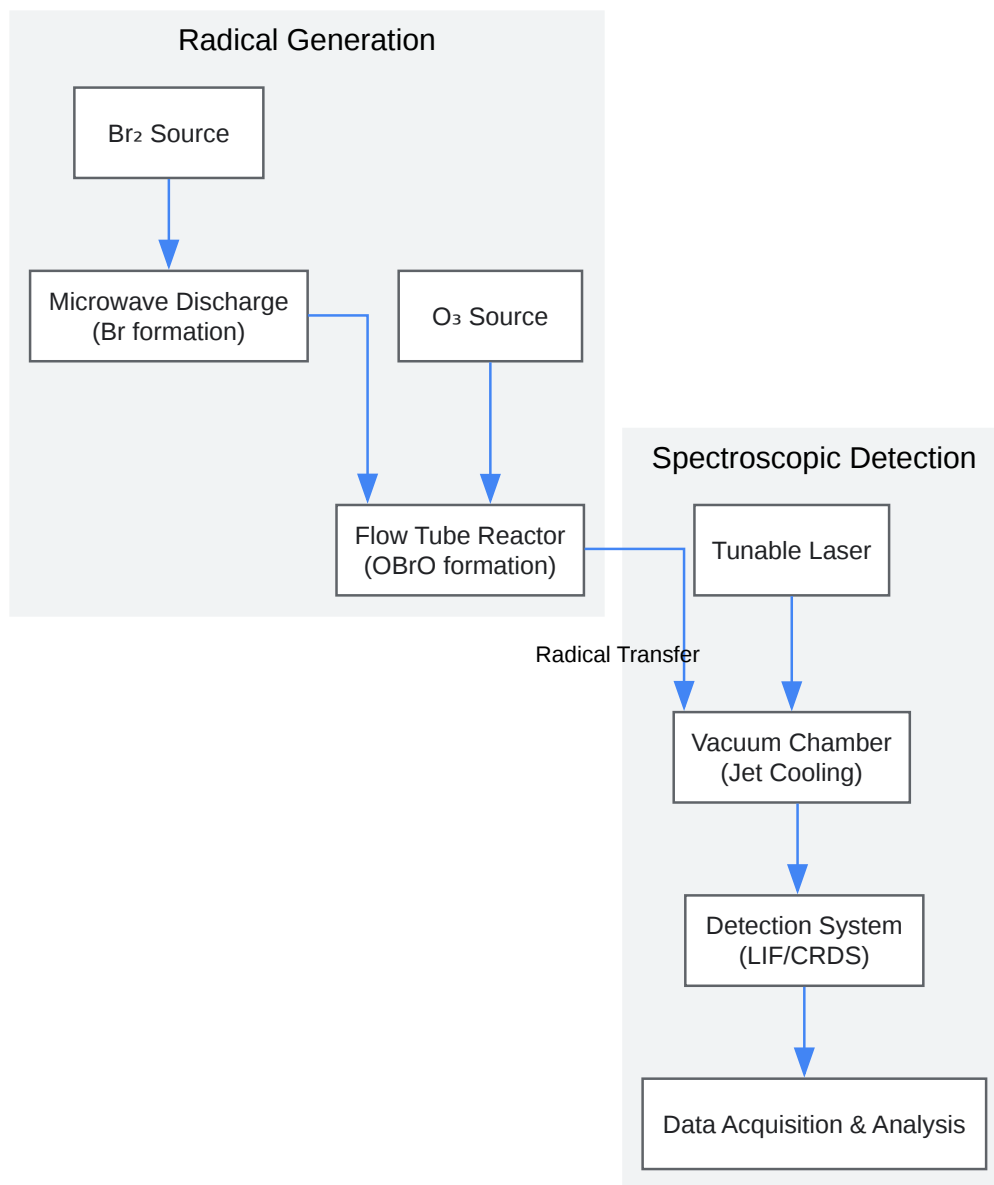 Radical Generation
Br₂ Source
Microwave Discharge
(Br formation)
O₃ Source
Flow Tube Reactor
(OBrO formation)
Radical Transfer
Spectroscopic Detection
Tunable Laser
Vacuum Chamber
(Jet Cooling)
Detection System
(LIF/CRDS)
Data Acquisition & Analysis